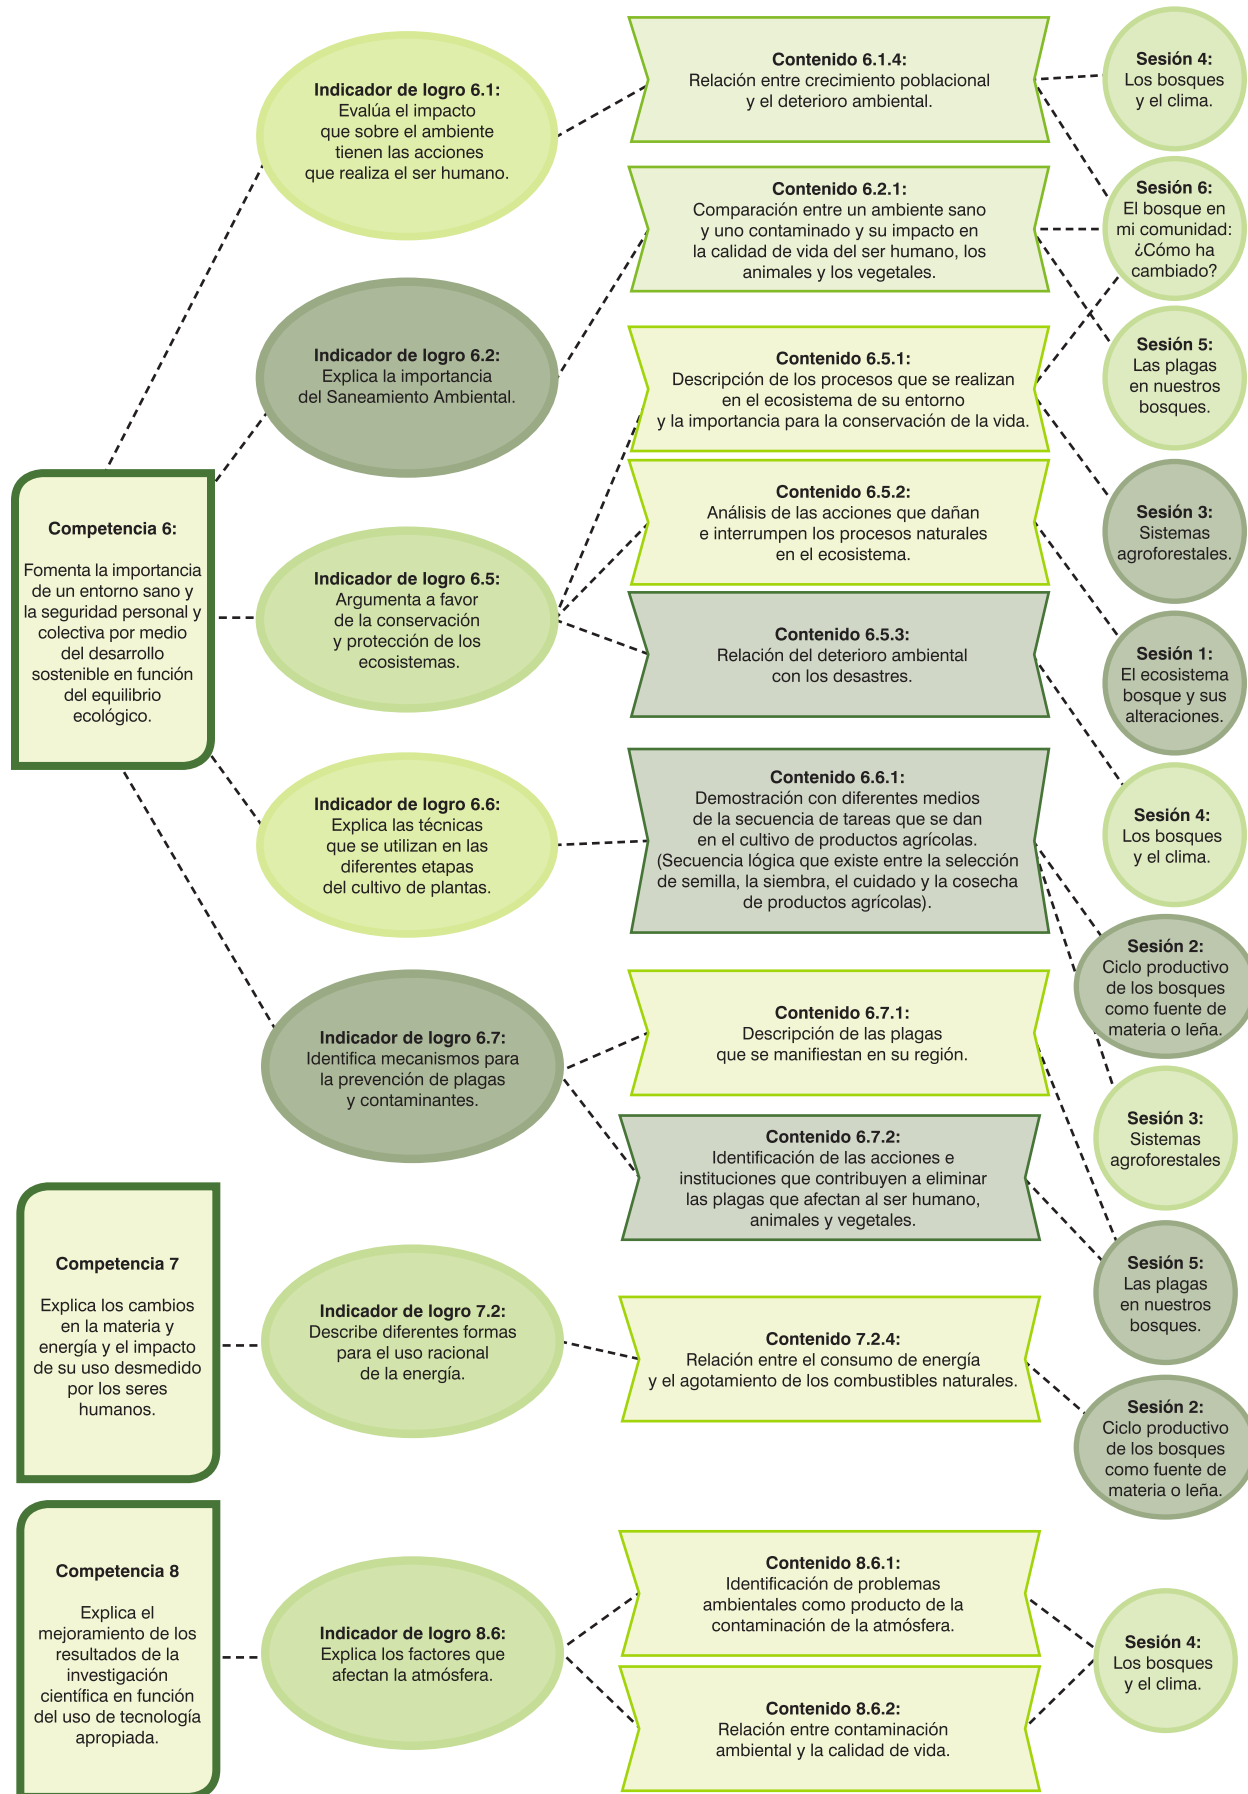 Competencia 6:
Fomenta la importancia
de un entorno sano y
la seguridad personal y
colectiva por medio
del desarrollo
sostenible en función
del equilibrio
ecológico.
Indicador de logro 6.1:
Evalúa el impacto
que sobre el ambiente
tienen las acciones
que realiza el ser humano.
Indicador de logro 6.2:
Explica la importancia
del Saneamiento Ambiental.
Indicador de logro 6.5:
Argumenta a favor
de la conservación
y protección de los
ecosistemas.
Indicador de logro 6.6:
Explica las técnicas
que se utilizan en las
diferentes etapas
del cultivo de plantas.
Indicador de logro 6.7:
Identifica mecanismos para
la prevención de plagas
y contaminantes.
Contenido 6.1.4:
Relación entre crecimiento poblacional
y el deterioro ambiental.
Contenido 6.2.1:
Comparación entre un ambiente sano
y uno contaminado y su impacto en
la calidad de vida del ser humano, los
animales y los vegetales.
Contenido 6.5.1:
Descripción de los procesos que se realizan
en el ecosistema de su entorno
y la importancia para la conservación de la vida.
Contenido 6.5.2:
Análisis de las acciones que dañan
e interrumpen los procesos naturales
en el ecosistema.
Contenido 6.5.3:
Relación del deterioro ambiental
con los desastres.
Contenido 6.6.1:
Demostración con diferentes medios
de la secuencia de tareas que se dan
en el cultivo de productos agrícolas.
(Secuencia lógica que existe entre la selección
de semilla, la siembra, el cuidado y la cosecha
de productos agrícolas).
Contenido 6.7.1:
Descripción de las plagas
que se manifiestan en su región.
Contenido 6.7.2:
Identificación de las acciones e
instituciones que contribuyen a eliminar
las plagas que afectan al ser humano,
animales y vegetales.
Sesión 4:
Los bosques
y el clima.
Sesión 6:
El bosque en
mi comunidad:
¿Cómo ha
cambiado?
Sesión 5:
Las plagas
en nuestros
bosques.
Sesión 3:
Sistemas
agroforestales.
Sesión 1:
El ecosistema
bosque y sus
alteraciones.
Sesión 4:
Los bosques
y el clima.
Sesión 2:
Ciclo productivo
de los bosques
como fuente de
materia o leña.
Sesión 3:
Sistemas
agroforestales
Sesión 5:
Las plagas
en nuestros
bosques.
Competencia 7
Explica los cambios
en la materia y
energía y el impacto
de su uso desmedido
por los seres
humanos.
Indicador de logro 7.2:
Describe diferentes formas
para el uso racional
de la energía.
Contenido 7.2.4:
Relación entre el consumo de energía
y el agotamiento de los combustibles naturales.
Sesión 2:
Ciclo productivo
de los bosques
como fuente de
materia o leña.
Competencia 8
Explica el
mejoramiento de los
resultados de la
investigación
científica en función
del uso de tecnología
apropiada.
Indicador de logro 8.6:
Explica los factores que
afectan la atmósfera.
Contenido 8.6.1:
Identificación de problemas
ambientales como producto de la
contaminación de la atmósfera.
Contenido 8.6.2:
Relación entre contaminación
ambiental y la calidad de vida.
Sesión 4:
Los bosques
y el clima.